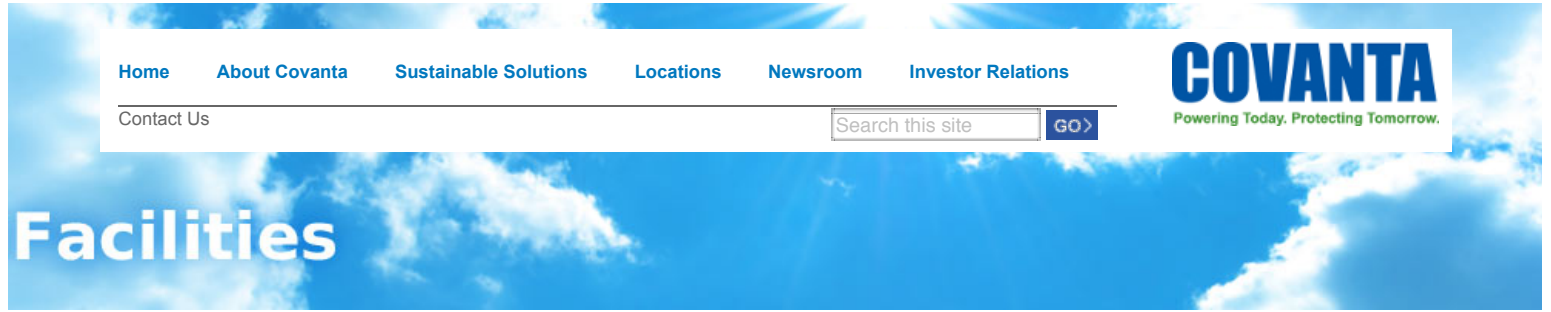 Home About Covanta Sustainable Solutions Locations Newsroom Investor Relations
COVANTA
Powering Today. Protecting Tomorrow.
Contact Us
Search this site
GO>
Facilities